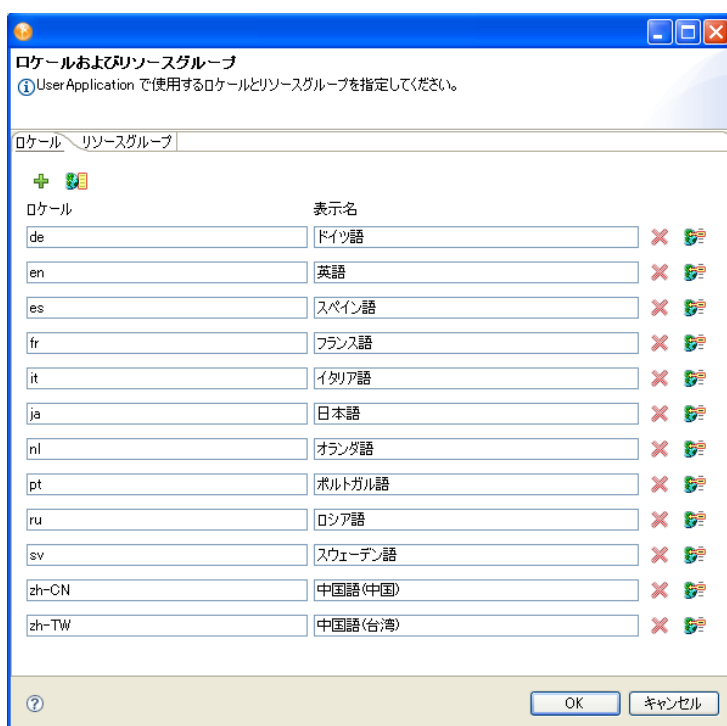 ロケールおよびリソースグループ
UserApplication で使用するロケールとリソースグループを指定してください。
ロケール リソースグループ
ロケール 表示名
de ドイツ語
en 英語
es スペイン語
fr フランス語
it イタリア語
ja 日本語
nl オランダ語
pt ポルトガル語
ru ロシア語
sv スウェーデン語
zh-CN 中国語(中国)
zh-TW 中国語(台湾)
OK キャンセル